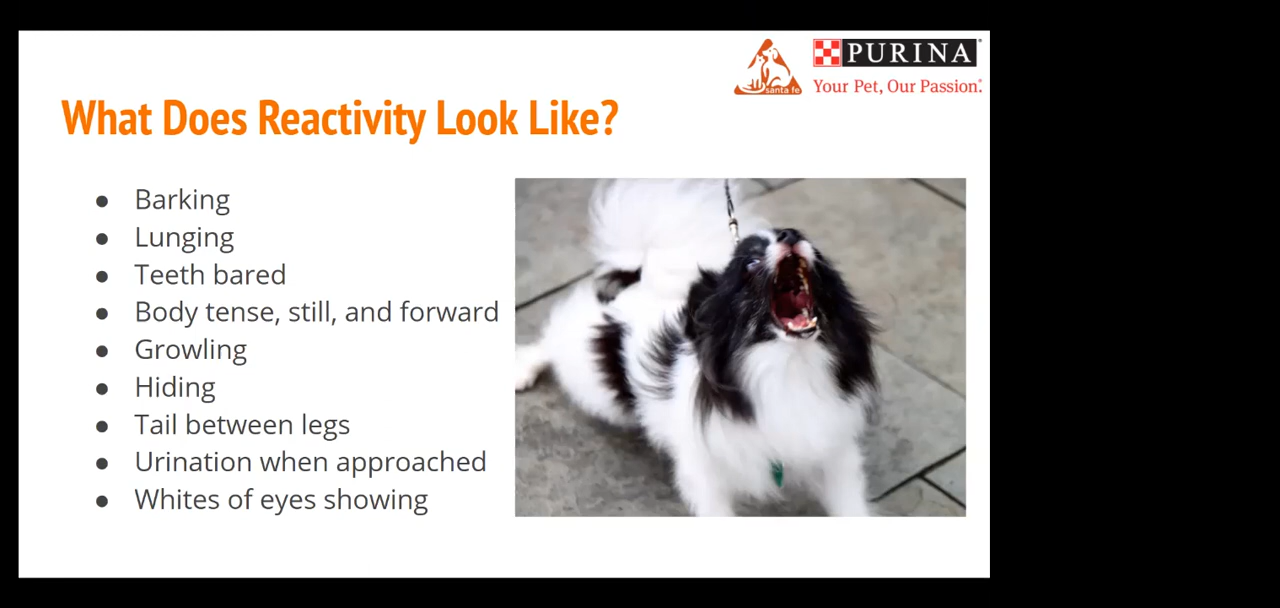 santa fe
PURINA
Your Pet, Our Passion.
What Does Reactivity Look Like?
● Barking
● Lunging
● Teeth bared
● Body tense, still, and forward
● Growling
● Hiding
● Tail between legs
● Urination when approached
● Whites of eyes showing